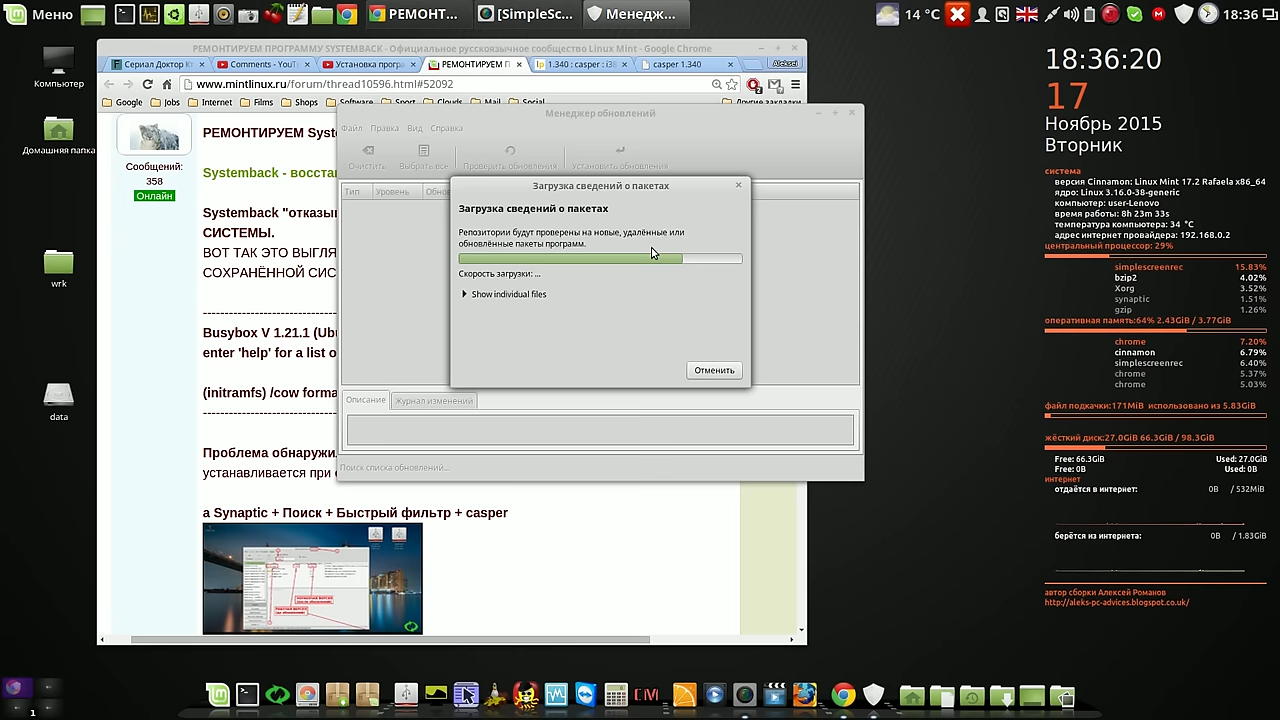 Меню
РЕМОНТ...
[SimpleSc...
Менедж...
14 °C
18:36
Компьютер
Домашняя папка
wrk
data
РЕМОНТИРУЕМ ПРОГРАММУ SYSTEMBACK - Официальное русскоязычное сообщество Linux Mint - Google Chrome
Сериал Доктор К
Comments - YouT
Установка програ
РЕМОНТИРУЕМ П
1.340 : casper : i38
casper 1.340
Aleksei
www.mintlinux.ru/forum/thread10596.html#52092
Google
Jobs
Internet
Films
Shops
Software
Sport
Clouds
Mail
Social
Другие закладки
Сообщений:
358
Онлайн
РЕМОНТИРУЕМ Syste
Systemback - восста
Systemback "отказы
СИСТЕМЫ.
ВОТ ТАК ЭТО ВЫГЛЯ
СОХРАНЁННОЙ СИС
Busybox V 1.21.1 (Ubu
enter 'help' for a list o
(initramfs) /cow forma
Проблема обнаружи
устанавливается при
а Synaptic + Поиск + Быстрый фильтр + casper
Менеджер обновлений
Файл Правка Вид Справка
Очистить Выбрать все Проверить обновления Установить обновления
Тип Уровень Обно
Загрузка сведений о пакетах
Загрузка сведений о пакетах
Репозитории будут проверены на новые, удалённые или
обновлённые пакеты программ.
Скорость загрузки: ...
Show individual files
Отменить
Описание Журнал изменений
Поиск списка обновлений...
18:36:20
17
Ноябрь 2015
Вторник
система
версия Cinnamon: Linux Mint 17.2 Rafaela x86_64
ядро: Linux 3.16.0-38-generic
компьютер: user-Lenovo
время работы: 8h 23m 33s
температура компьютера: 34 °C
адрес интернет провайдера: 192.168.0.2
центральный процессор: 29%
simplescreenrec 15.83%
bzip2 4.02%
Xorg 3.52%
synaptic 1.51%
gzip 1.26%
оперативная память:64% 2.43GiB / 3.77GiB
chrome 7.20%
cinnamon 6.79%
simplescreenrec 6.40%
chrome 5.37%
chrome 5.03%
файл подкачки:171MiB использовано из 5.83GiB
жёсткий диск:27.0GiB 66.3GiB / 98.3GiB
Free: 66.3GiB Used: 27.0GiB
Free: 0B Used: 0B
интернет
отдаётся в интернет: 0B / 532MiB
берётся из интернета: 0B / 1.83GiB
автор сборки Алексей Романов
http://aleks-pc-advices.blogspot.co.uk/
1